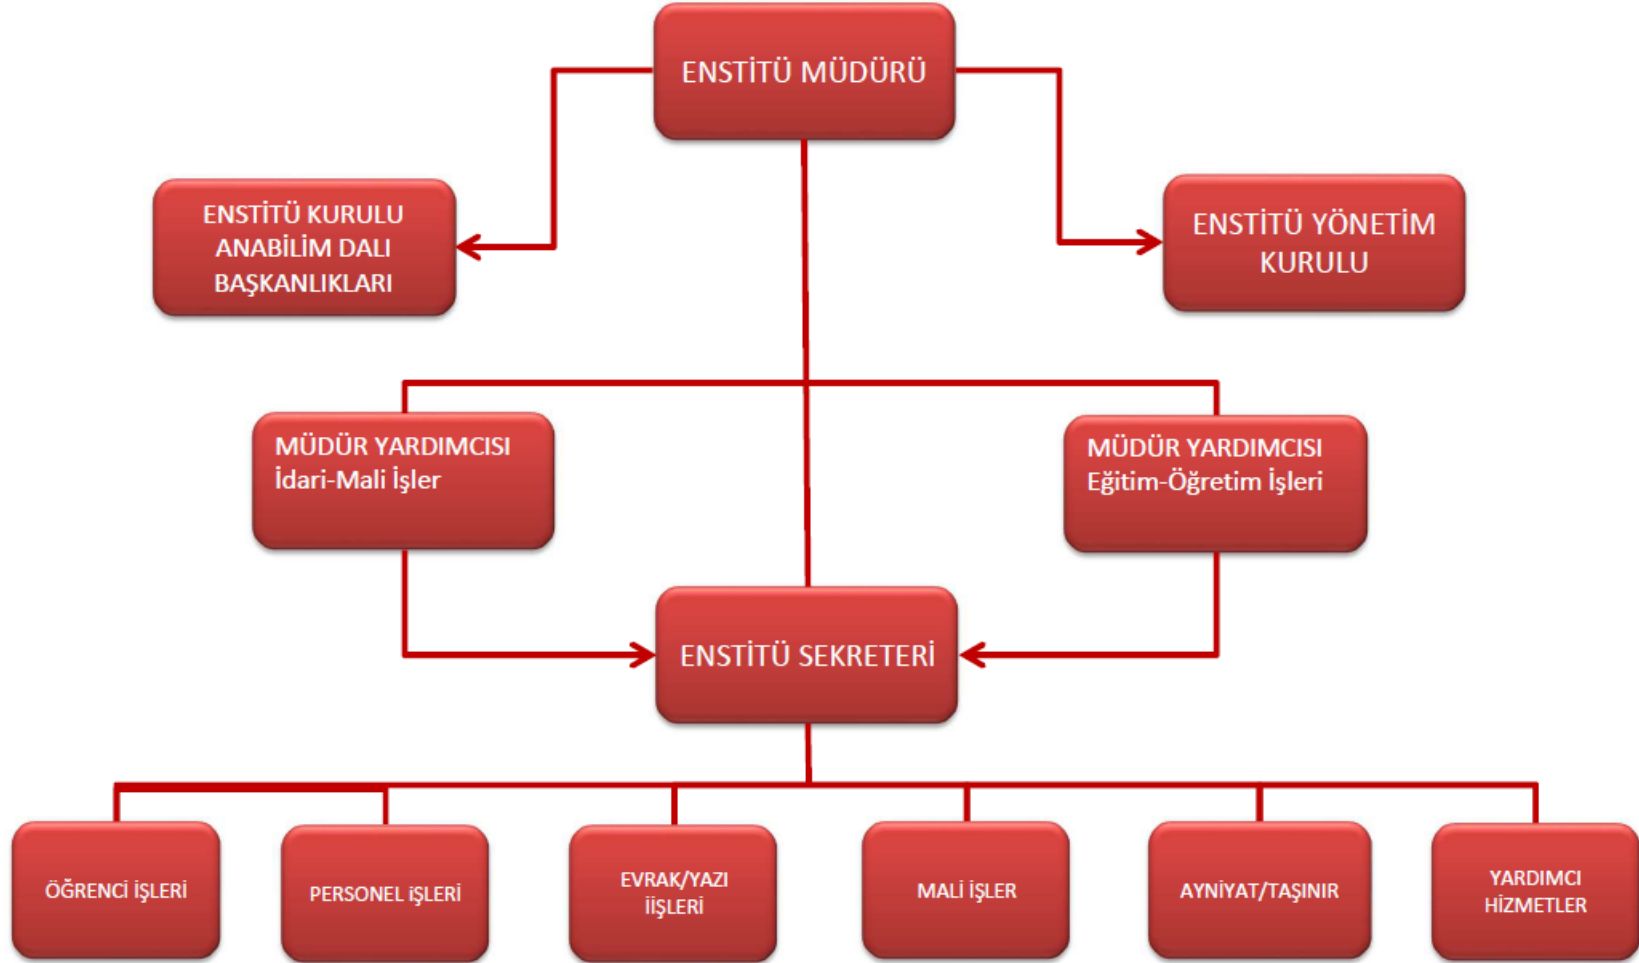 ENSTİTÜ MÜDÜRÜ
ENSTİTÜ KURULU
ANABİLİM DALI
BAŞKANLIKLARI
ENSTİTÜ YÖNETİM
KURULU
MÜDÜR YARDIMCISI
İdari-Mali İşler
MÜDÜR YARDIMCISI
Eğitim-Öğretim İşleri
ENSTİTÜ SEKRETERİ
ÖĞRENCİ İŞLERİ
PERSONEL iŞLERİ
EVRAK/YAZI
İİŞLERİ
MALİ İŞLER
AYNİYAT/TAŞINIR
YARDIMCI
HİZMETLER